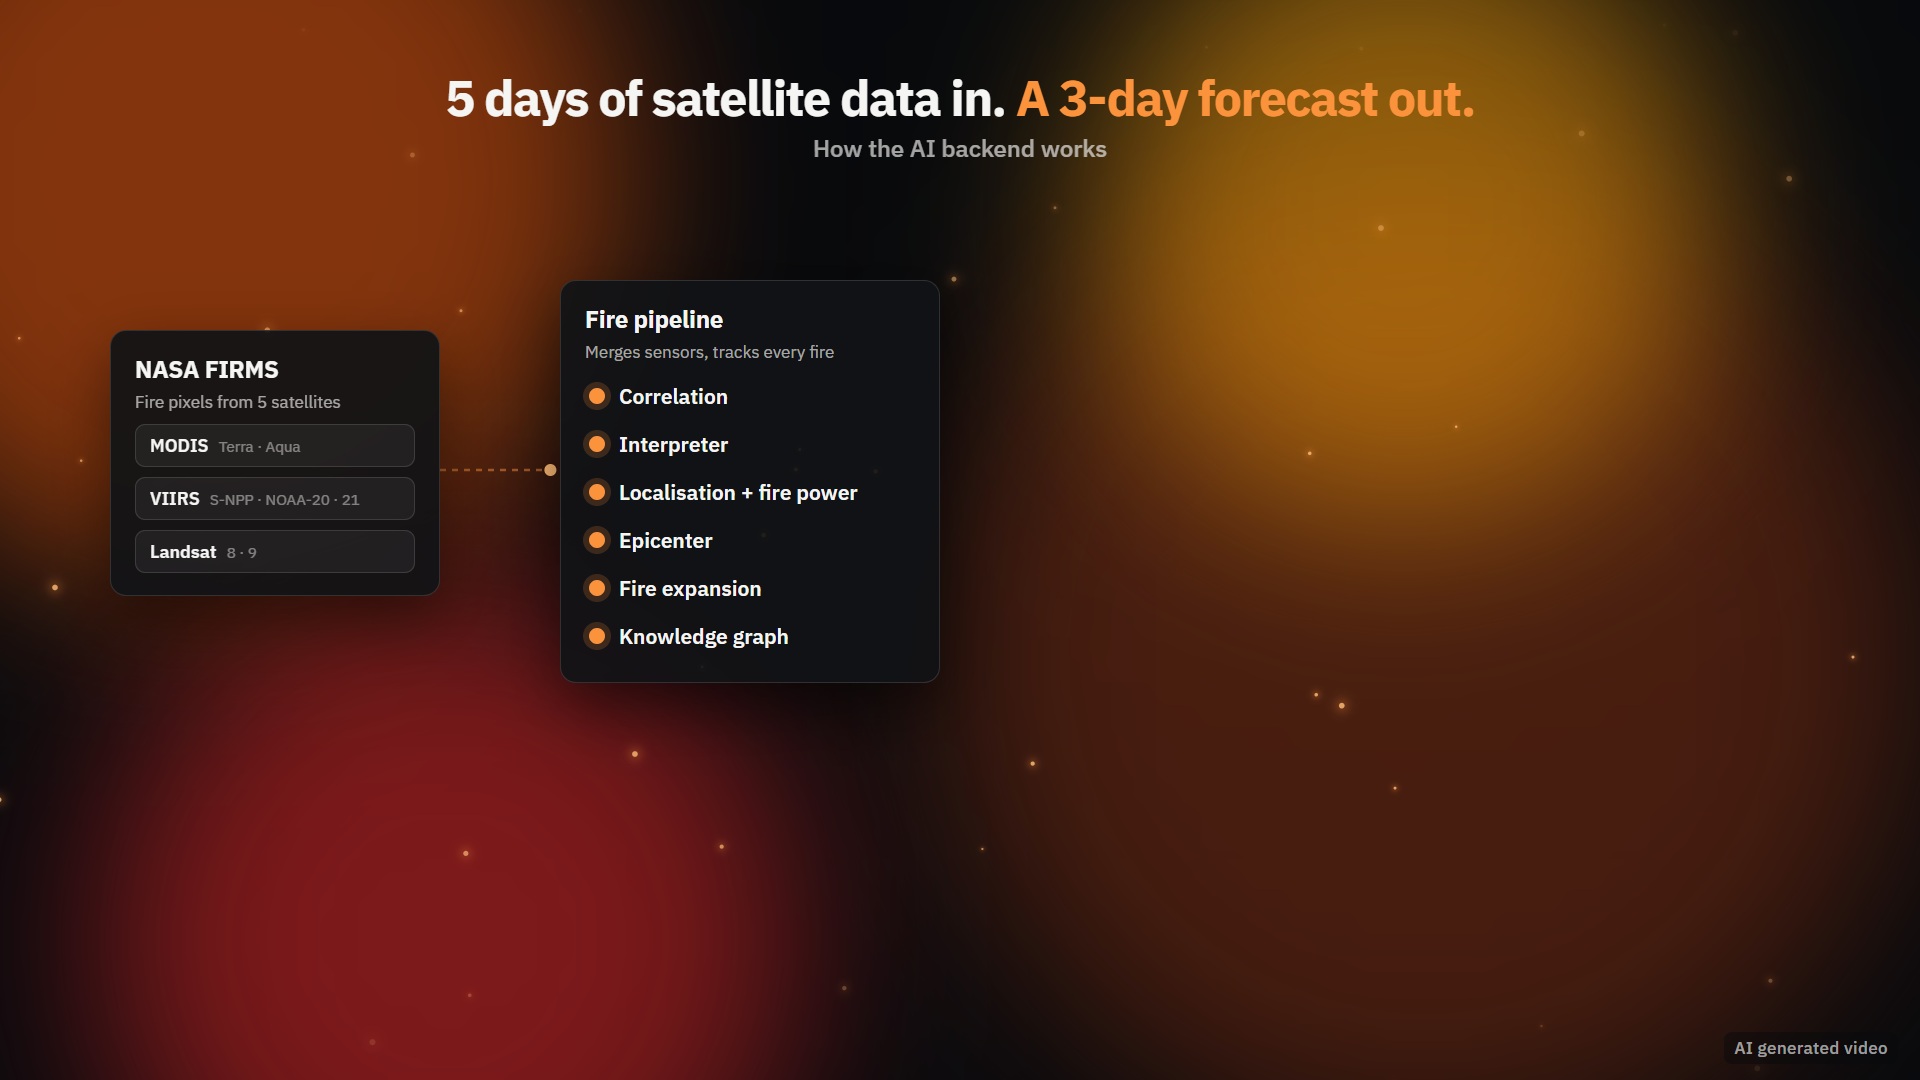 5 days of satellite data in. A 3-day forecast out.
How the AI backend works
NASA FIRMS
Fire pixels from 5 satellites
MODIS Terra · Aqua
VIIRS S-NPP · NOAA-20 · 21
Landsat 8 · 9
Fire pipeline
Merges sensors, tracks every fire
Correlation
Interpreter
Localisation + fire power
Epicenter
Fire expansion
Knowledge graph
AI generated video